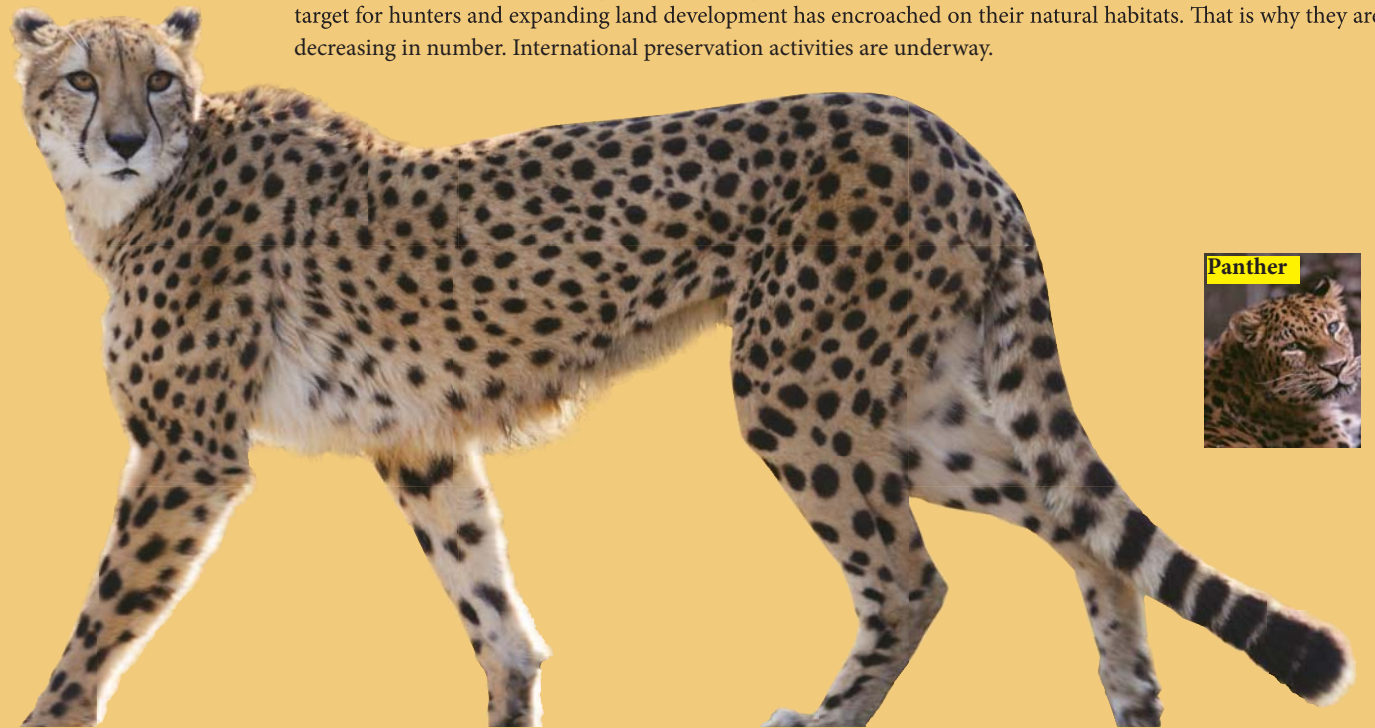 target for hunters and expanding land development has encroached on their natural habitats. That is why they are
decreasing in number. International preservation activities are underway.
Panther